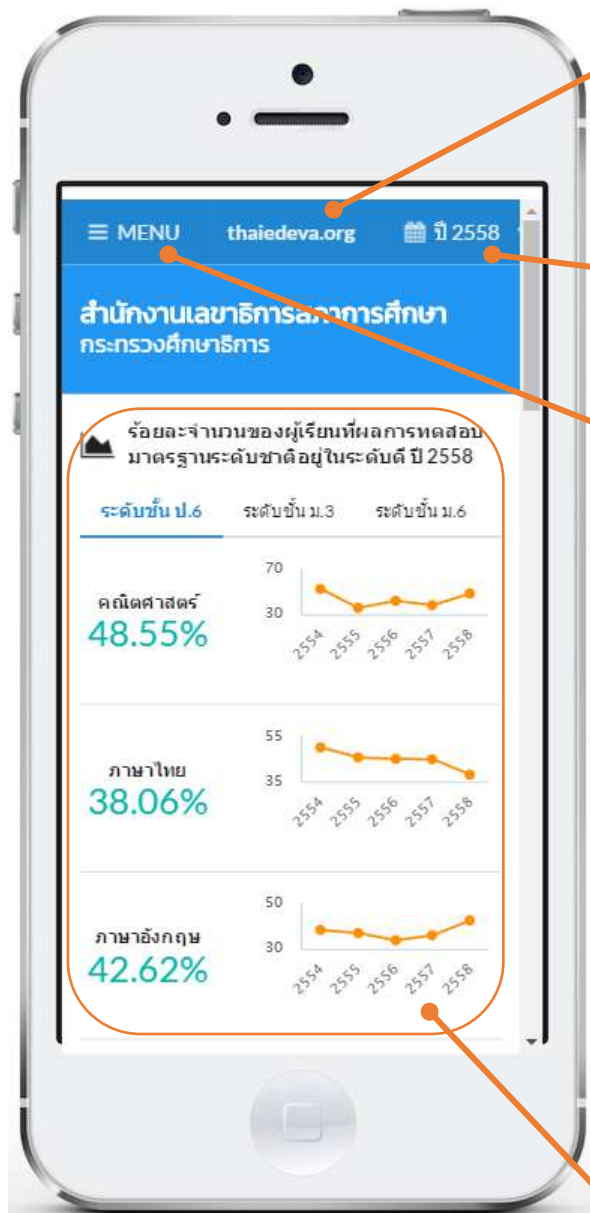 ≡ MENU thaiedeva.org ปี 2558
สำนักงานเลขาธิการสภาการศึกษา
กระทรวงศึกษาธิการ
ร้อยละจำนวนของผู้เรียนที่ผลการทดสอบ
มาตรฐานระดับชาติอยู่ในระดับดี ปี 2558
ระดับชั้น ป.6 ระดับชั้น ม.3 ระดับชั้น ม.6
คณิตศาสตร์
48.55%
70
30
2554 2555 2556 2557 2558
ภาษาไทย
38.06%
55
35
2554 2555 2556 2557 2558
ภาษาอังกฤษ
42.62%
50
30
2554 2555 2556 2557 2558